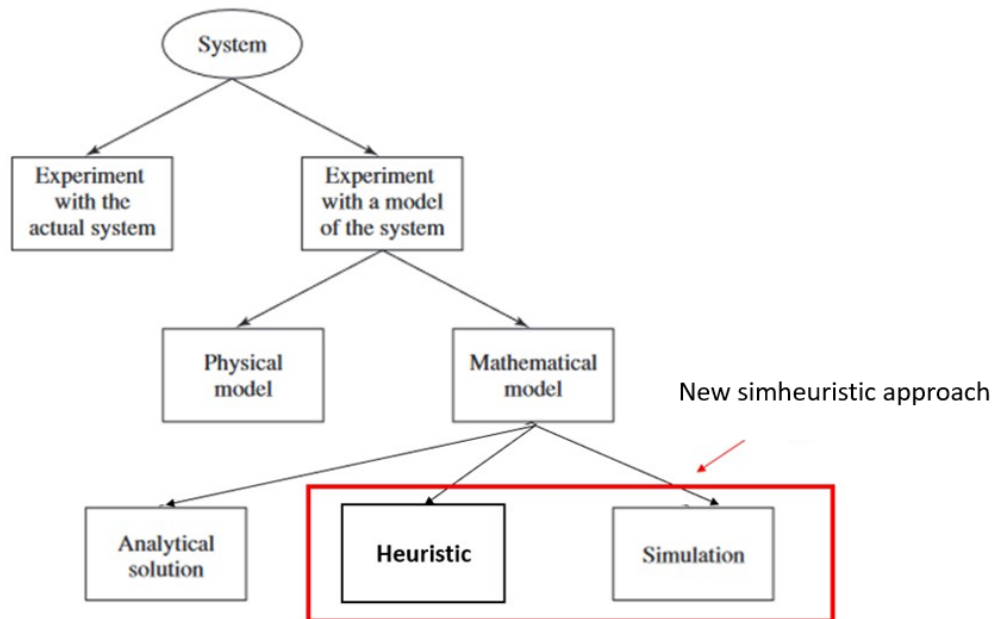 System
Experiment
with the
actual system
Experiment
with a model
of the system
Physical
model
Mathematical
model
New simheuristic approach
Analytical
solution
Heuristic
Simulation